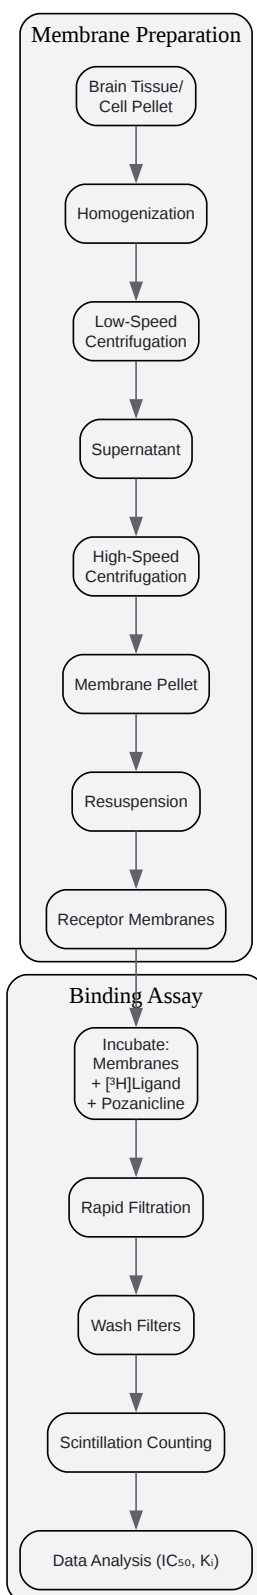 Membrane Preparation
Brain Tissue/
Cell Pellet
Homogenization
Low-Speed
Centrifugation
Supernatant
High-Speed
Centrifugation
Membrane Pellet
Resuspension
Receptor Membranes
Binding Assay
Incubate:
Membranes
+ [³H]Ligand
+ Pozanicline
Rapid Filtration
Wash Filters
Scintillation Counting
Data Analysis (IC₅₀, Kᵢ)